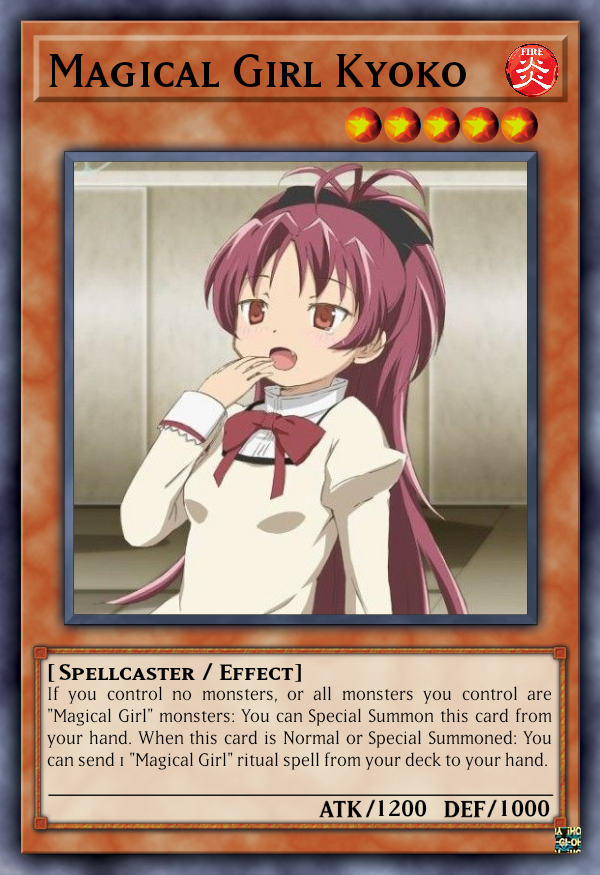 Magical Girl Kyoko
FIRE
炎
[Spellcaster / Effect]
If you control no monsters, or all monsters you control are
"Magical Girl" monsters: You can Special Summon this card from
your hand. When this card is Normal or Special Summoned: You
can send 1 "Magical Girl" ritual spell from your deck to your hand.
ATK/1200 DEF/1000